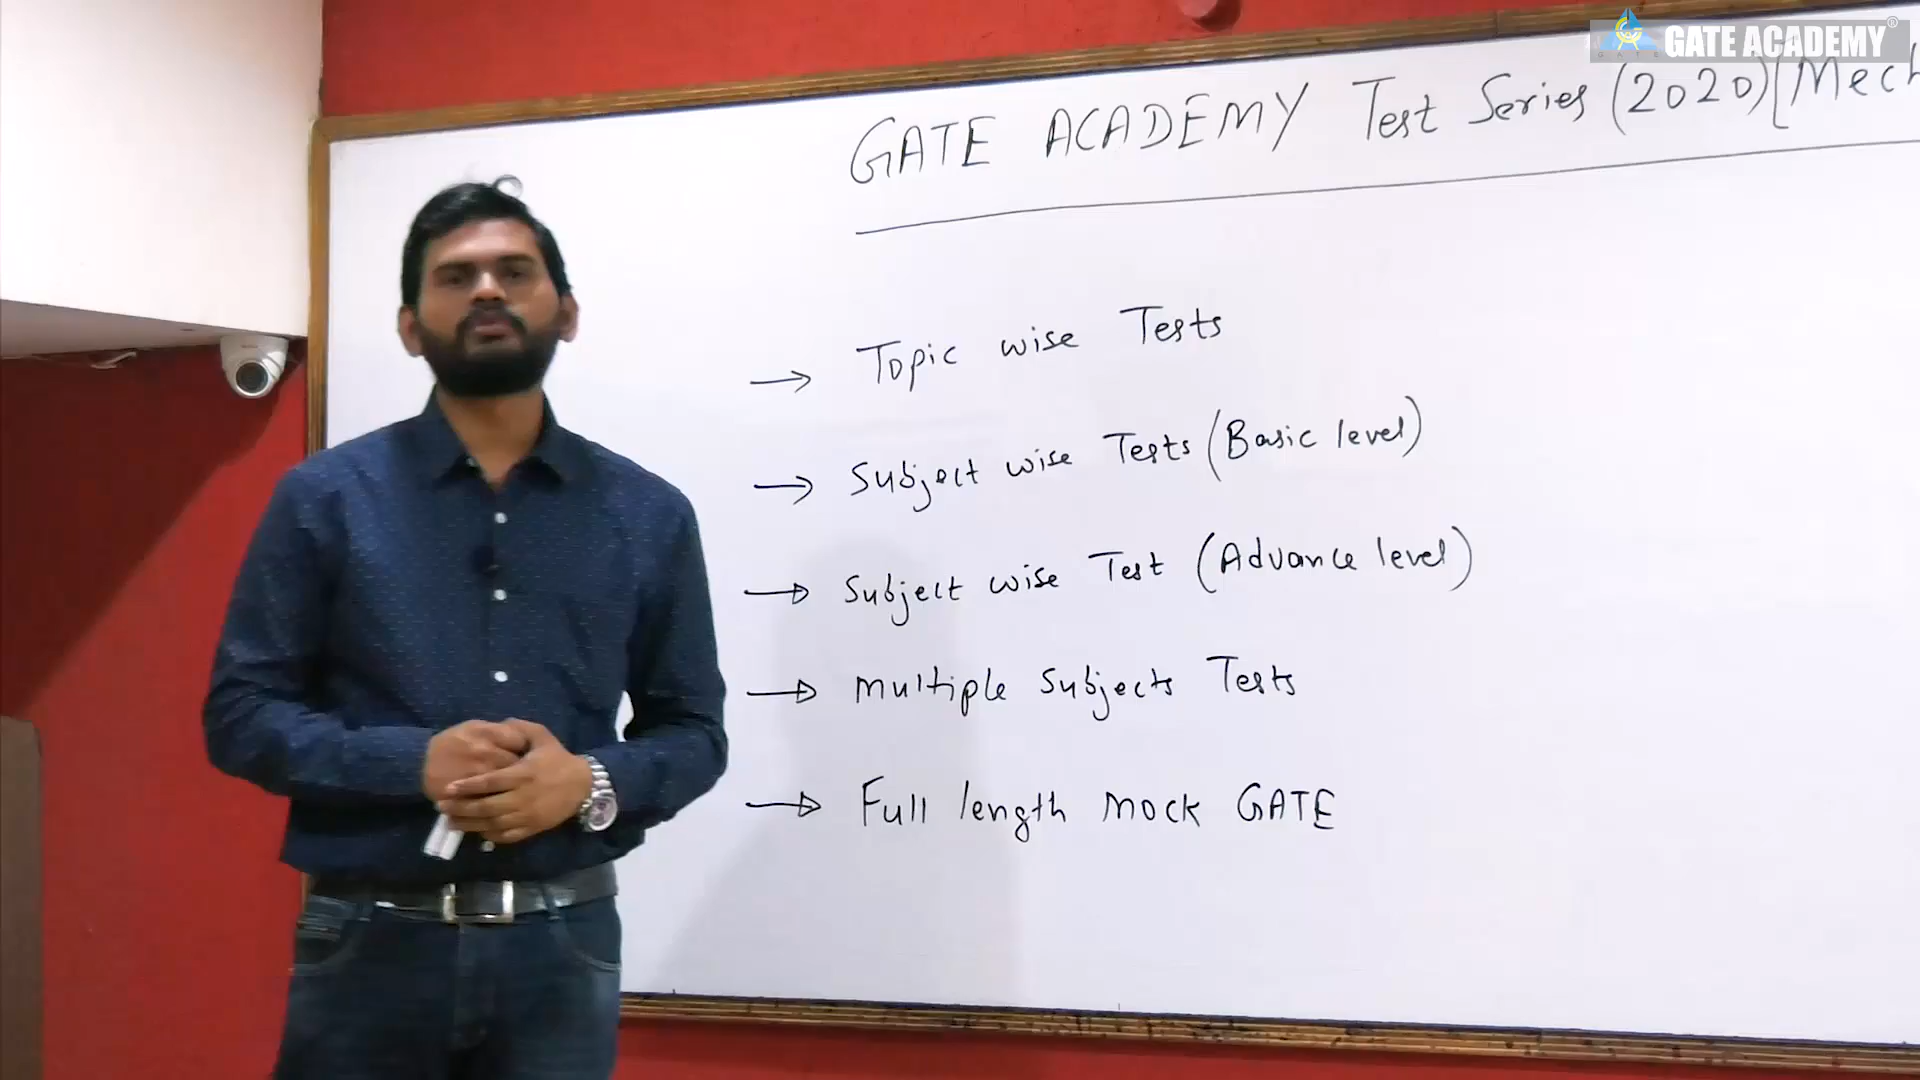 GATE ACADEMY®
GATE ACADEMY Test Series (2020) [Mech
→ Topic wise Tests
→ Subject wise Tests (Basic level)
→ Subject wise Test (Advance level)
→ multiple Subjects Tests
→ Full length mock GATE